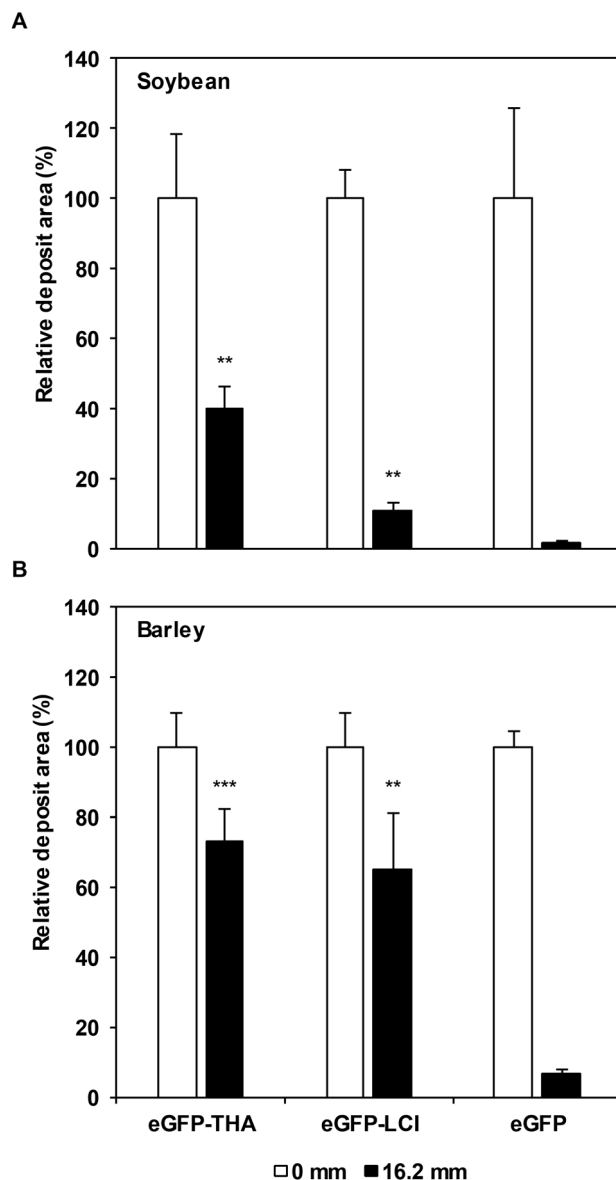 A
140
Soybean
120
100
80
60
40
20
0
Relative deposit area (%)
**
**
B
140
Barley
120
100
80
60
40
20
0
Relative deposit area (%)
***
**
eGFP-THA eGFP-LCI eGFP
0 mm 16.2 mm